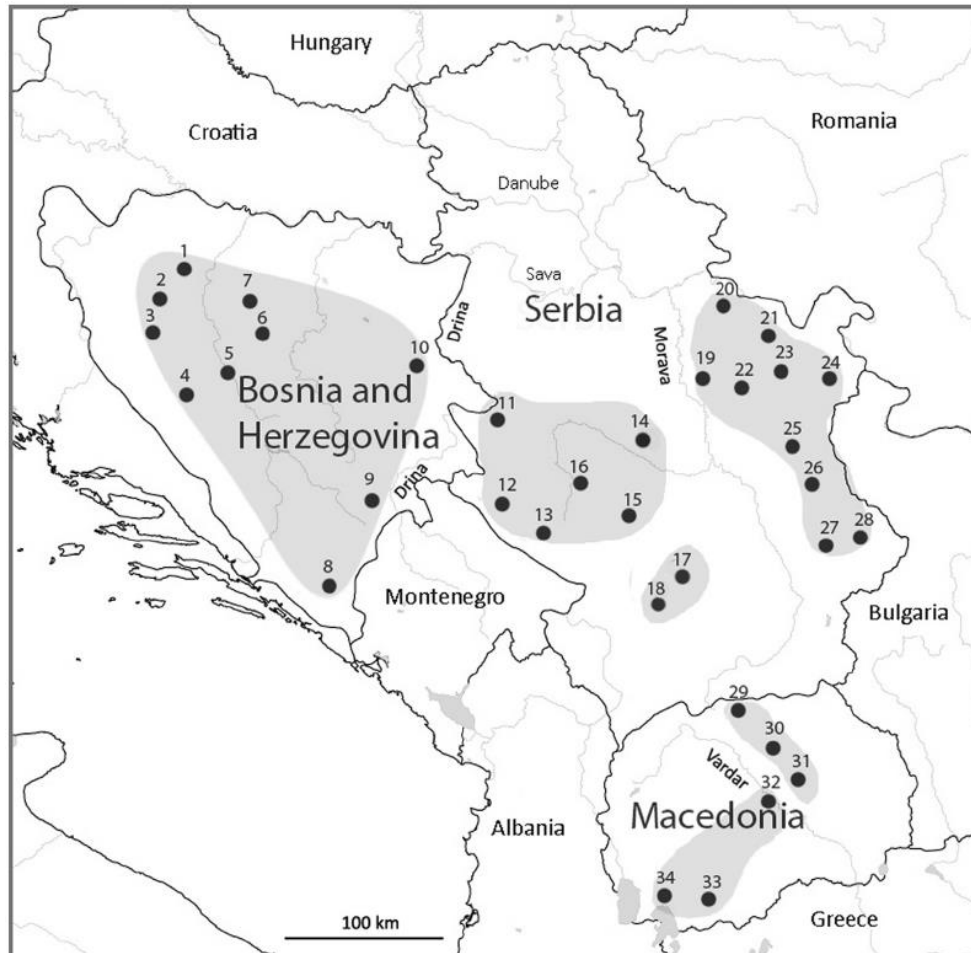 Hungary
Croatia
Romania
Danube
1
2
7
3
6
5
4
10
Bosnia and
Herzegovina
9
8
Drina
Drina
Sava
Serbia
Morava
20
21
19
22
23
24
25
26
27
28
11
14
16
12
13
15
17
18
Montenegro
Bulgaria
29
30
31
Vardar
32
Macedonia
Albania
34
33
Greece
100 km